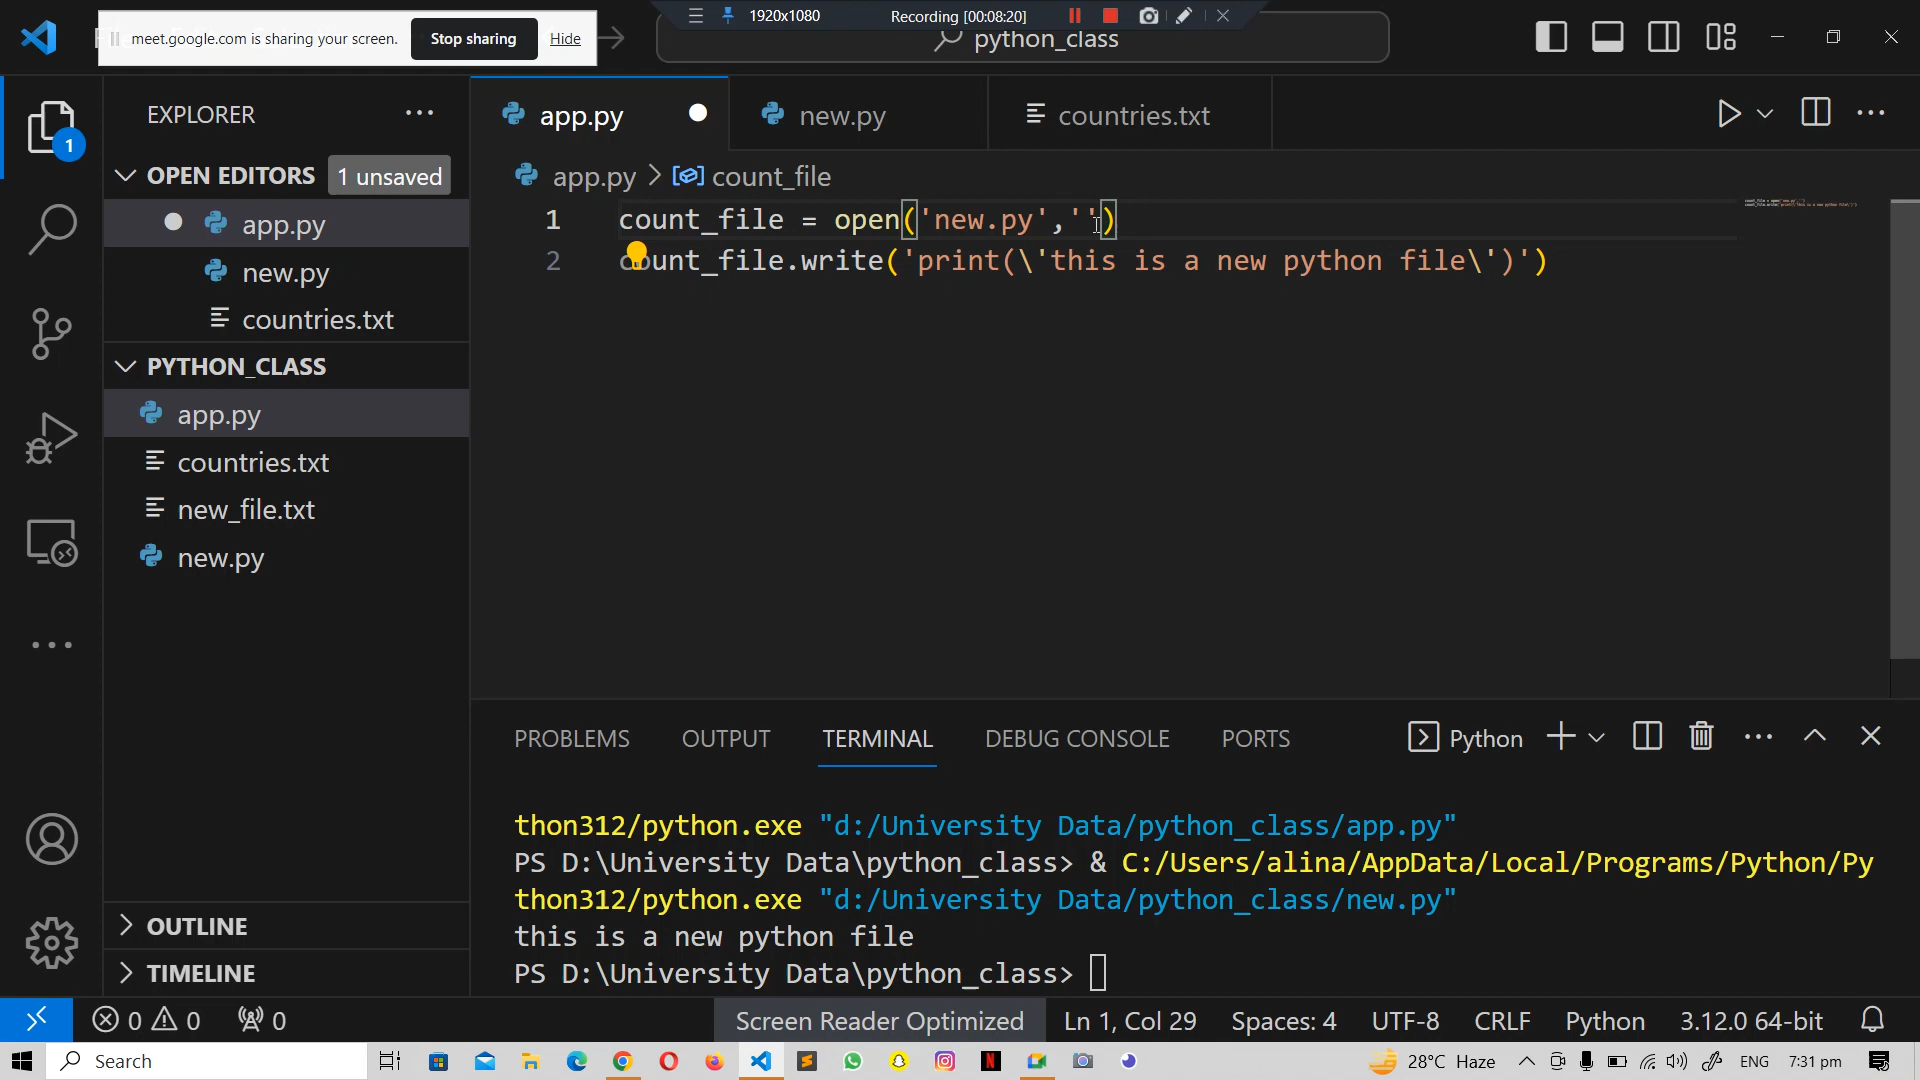 meet.google.com is sharing your screen.
Stop sharing
Hide
1920x1080
Recording [00:08:20]
python_class
EXPLORER
OPEN EDITORS
1 unsaved
app.py
new.py
countries.txt
PYTHON_CLASS
app.py
countries.txt
new_file.txt
new.py
OUTLINE
TIMELINE
1
app.py
new.py
countries.txt
app.py > count_file
1 count_file = open('new.py','')
2 count_file.write('print(\'this is a new python file\')')
PROBLEMS
OUTPUT
TERMINAL
DEBUG CONSOLE
PORTS
Python
thon312/python.exe "d:/University Data/python_class/app.py"
PS D:\University Data\python_class> & C:/Users/alina/AppData/Local/Programs/Python/Py
thon312/python.exe "d:/University Data/python_class/new.py"
this is a new python file
PS D:\University Data\python_class>
0 0 0
Screen Reader Optimized
Ln 1, Col 29
Spaces: 4
UTF-8
CRLF
Python
3.12.0 64-bit
Search
28°C Haze
ENG
7:31 pm